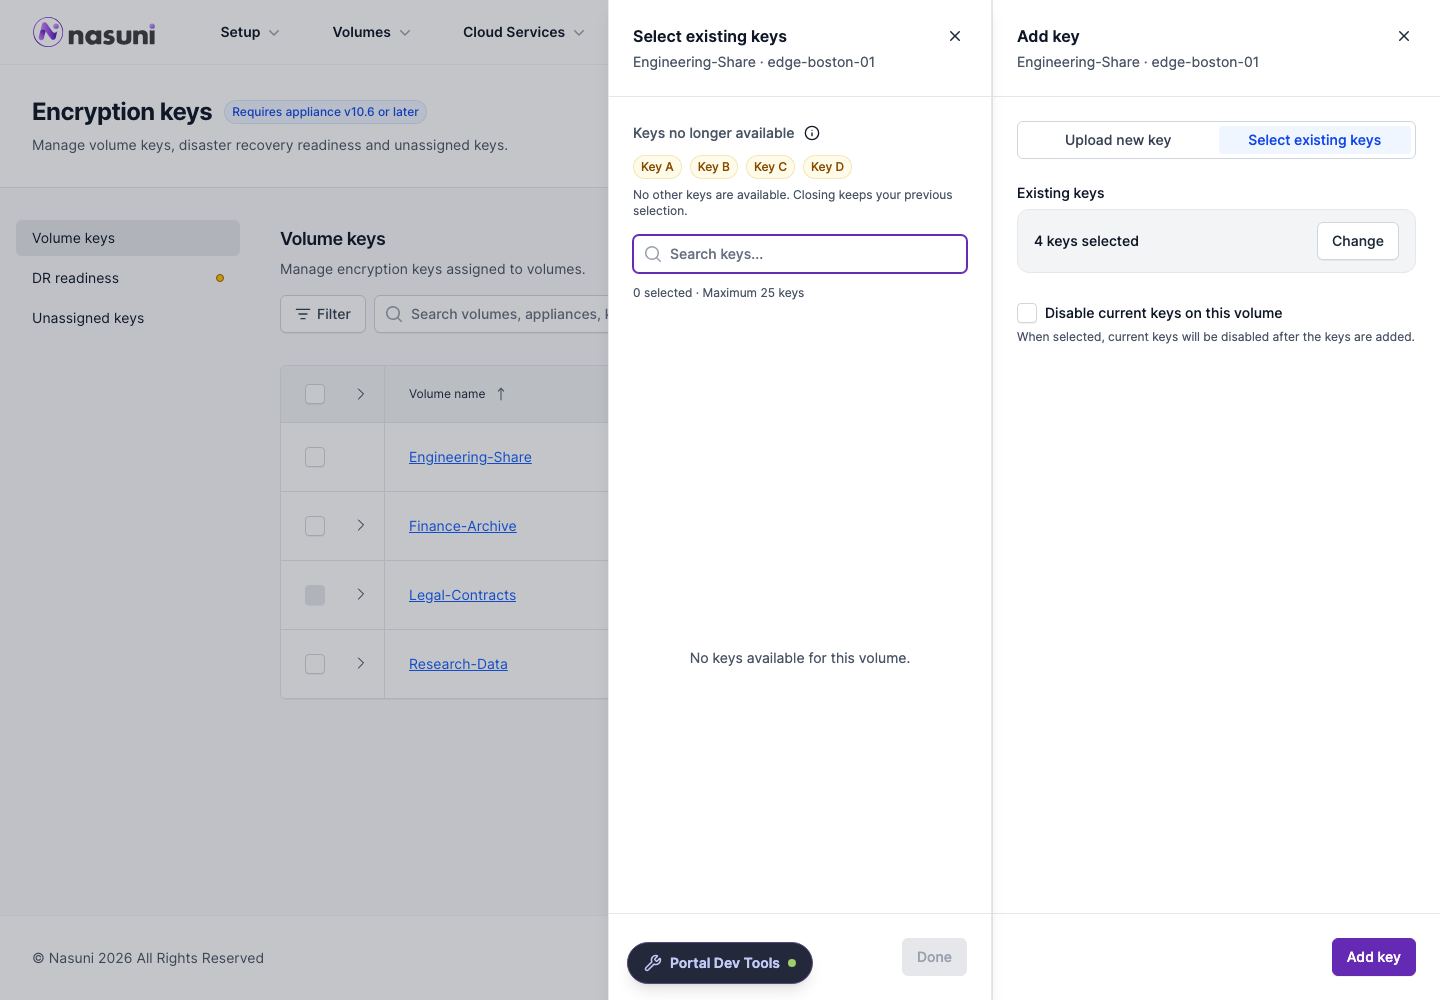 nasuni
Setup
Volumes
Cloud Services
Encryption keys
Requires appliance v10.6 or later
Manage volume keys, disaster recovery readiness and unassigned keys.
Volume keys
DR readiness
Unassigned keys
Volume keys
Manage encryption keys assigned to volumes.
Filter
Search volumes, appliances,
Volume name
Engineering-Share
Finance-Archive
Legal-Contracts
Research-Data
© Nasuni 2026 All Rights Reserved
Select existing keys
Engineering-Share · edge-boston-01
Keys no longer available
Key A
Key B
Key C
Key D
No other keys are available. Closing keeps your previous
selection.
Search keys...
0 selected · Maximum 25 keys
No keys available for this volume.
Portal Dev Tools
Done
Add key
Engineering-Share · edge-boston-01
Upload new key
Select existing keys
Existing keys
4 keys selected
Change
Disable current keys on this volume
When selected, current keys will be disabled after the keys are added.
Add key